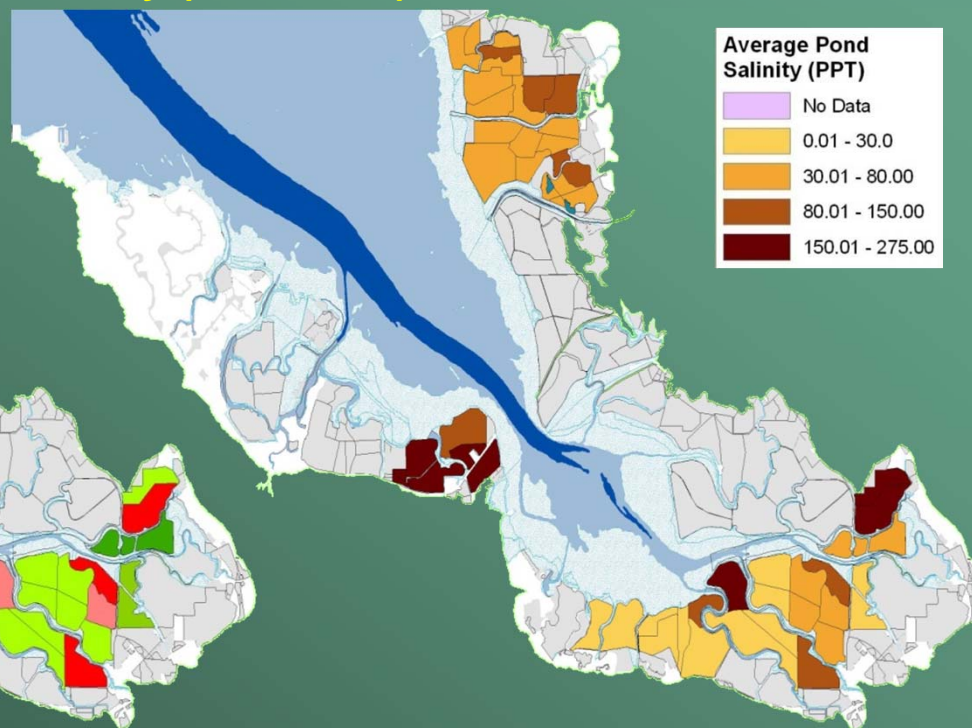 Average Pond
Salinity (PPT)
No Data
0.01 - 30.0
30.01 - 80.00
80.01 - 150.00
150.01 - 275.00